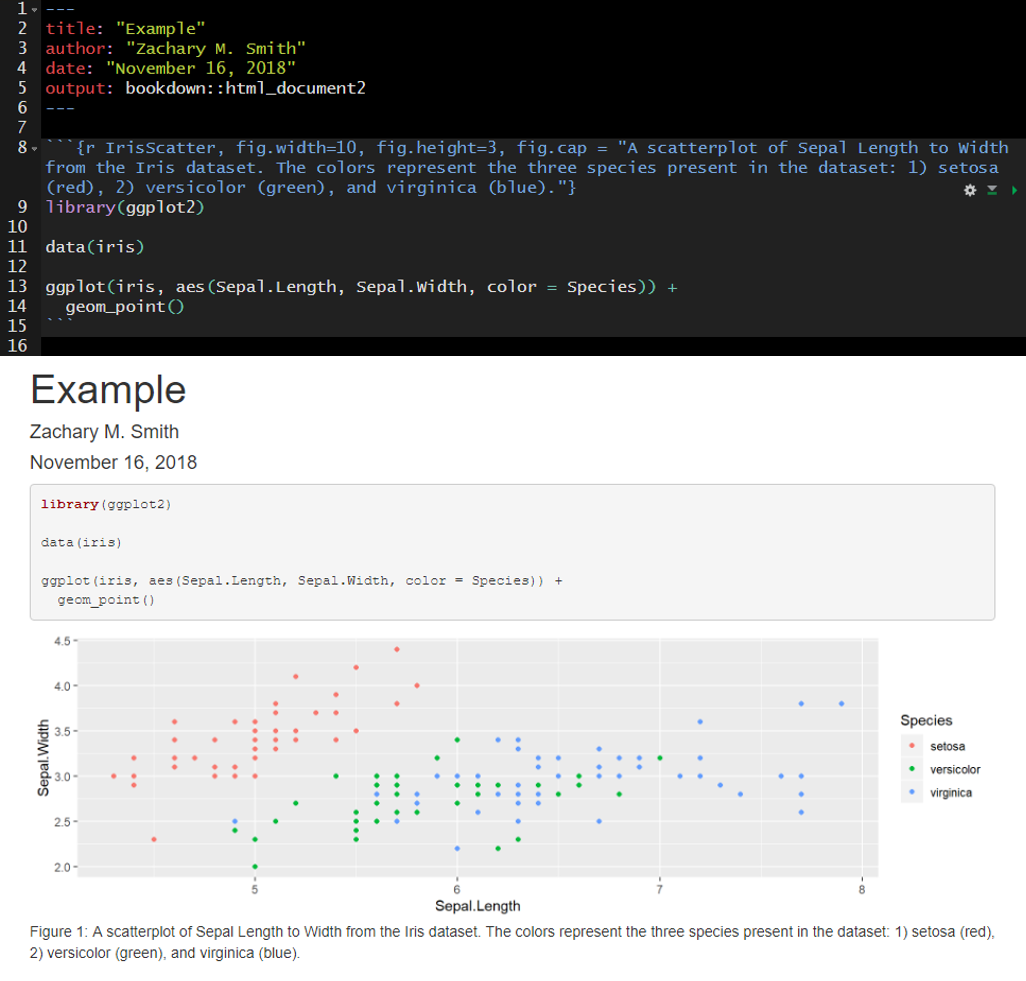 1 ---
2 title: "Example"
3 author: "Zachary M. Smith"
4 date: "November 16, 2018"
5 output: bookdown::html_document2
6 ---
7
8 ```{r IrisScatter, fig.width=10, fig.height=3, fig.cap = "A scatterplot of Sepal Length to Width
from the Iris dataset. The colors represent the three species present in the dataset: 1) setosa
(red), 2) versicolor (green), and virginica (blue)."}
9 library(ggplot2)
10
11 data(iris)
12
13 ggplot(iris, aes(Sepal.Length, Sepal.Width, color = Species)) +
14   geom_point()
15 ```
16
Example
Zachary M. Smith
November 16, 2018
library(ggplot2)
data(iris)
ggplot(iris, aes(Sepal.Length, Sepal.Width, color = Species)) +
  geom_point()
4.5
4.0
3.5
3.0
2.5
2.0
Sepal.Width
5 6 7 8
Sepal.Length
Species
setosa
versicolor
virginica
Figure 1: A scatterplot of Sepal Length to Width from the Iris dataset. The colors represent the three species present in the dataset: 1) setosa (red),
2) versicolor (green), and virginica (blue).